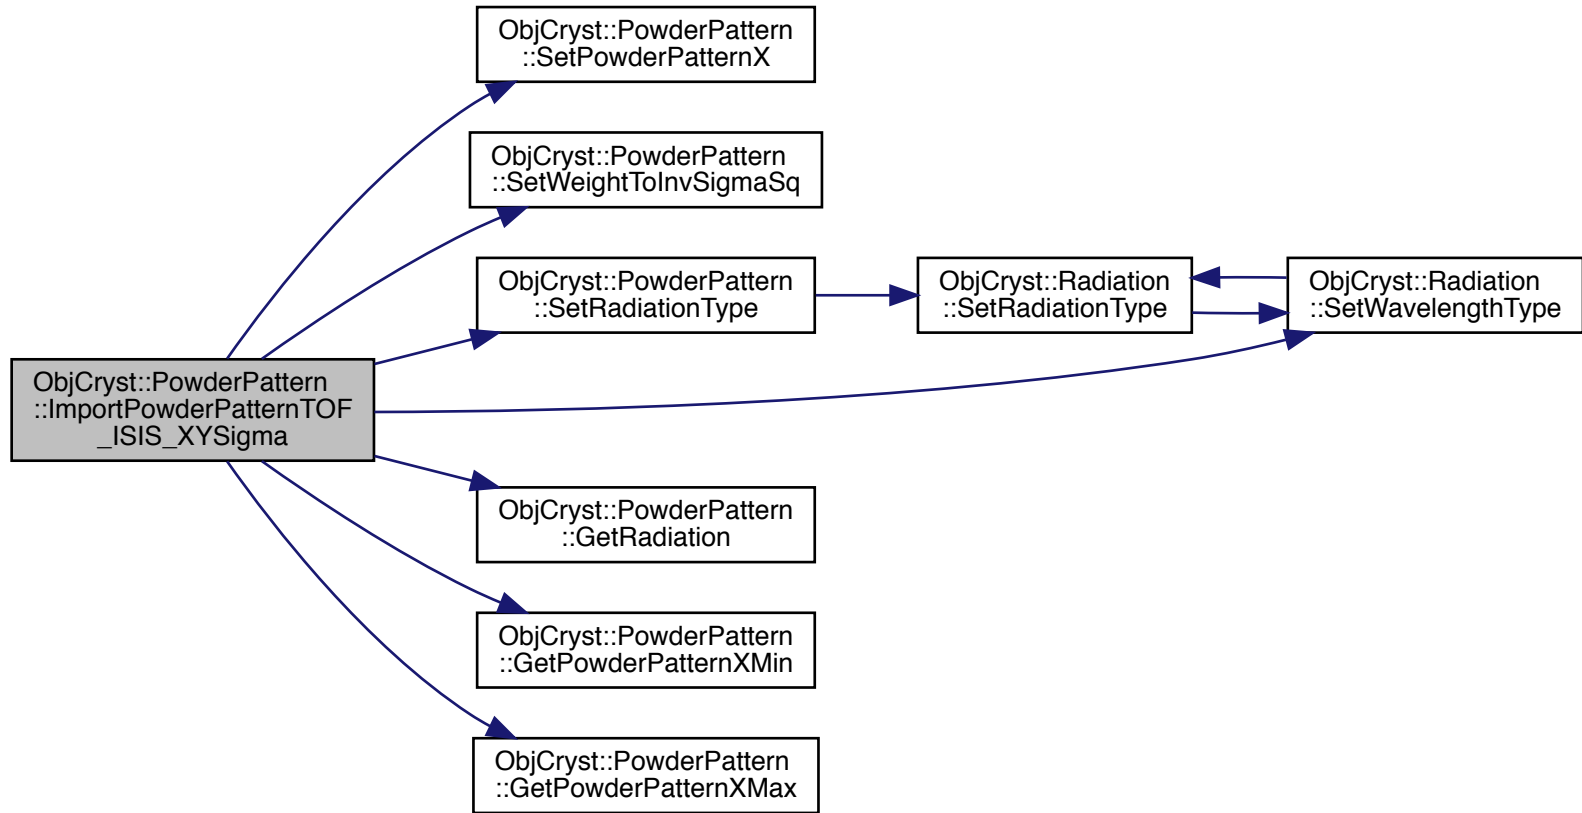 ObjCryst::PowderPattern
::SetPowderPatternX
ObjCryst::PowderPattern
::SetWeightToInvSigmaSq
ObjCryst::PowderPattern
::SetRadiationType
ObjCryst::Radiation
::SetRadiationType
ObjCryst::Radiation
::SetWavelengthType
ObjCryst::PowderPattern
::ImportPowderPatternTOF
_ISIS_XYSigma
ObjCryst::PowderPattern
::GetRadiation
ObjCryst::PowderPattern
::GetPowderPatternXMin
ObjCryst::PowderPattern
::GetPowderPatternXMax